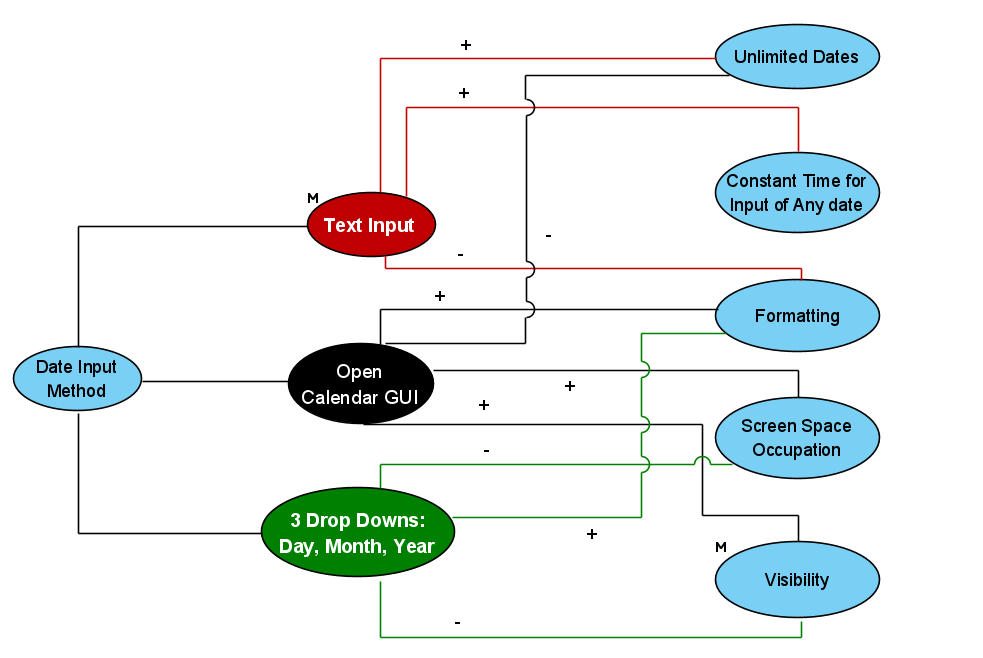 +
Unlimited Dates
+
Constant Time for
Input of Any date
M
Text Input
-
-
+
Formatting
Date Input
Method
Open
Calendar GUI
+
+
Screen Space
Occupation
-
3 Drop Downs:
Day, Month, Year
+
M
Visibility
-